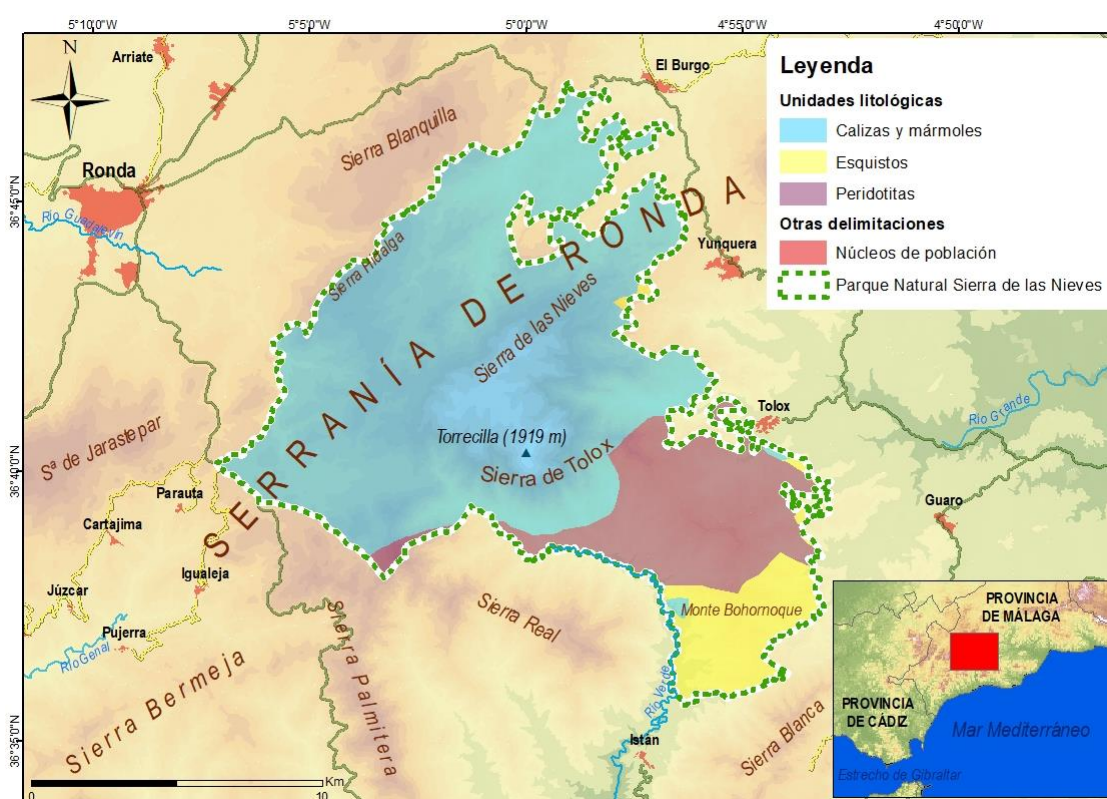 5°10'0"W
5°5'0"W
5°0'0"W
4°55'0"W
4°50'0"W
N
Arriate
El Burgo
Leyenda
Unidades litológicas
Calizas y mármoles
Esquistos
Peridotitas
Otras delimitaciones
Núcleos de población
Parque Natural Sierra de las Nieves
Sierra Blanquilla
Ronda
36°45'0"N
Río Guadalevín
Sierra Hidalga
SERRANÍA DE RONDA
Yunquera
Sierra de las Nieves
Río Grande
Tolox
Torrecilla (1919 m)
Sierra de Tolox
Sª de Jarastepar
36°40'0"N
Parauta
Cartajima
Guaro
Igualeja
Júzcar
Pujerra
Río Genal
Sierra Real
Monte Bohornoque
Sierra Bermeja
Sierra Palmitera
Río Verde
Istán
Sierra Blanca
36°35'0"N
Km
10
PROVINCIA
DE MÁLAGA
PROVINCIA
DE CÁDIZ
Mar Mediterráneo
Estrecho de Gibraltar